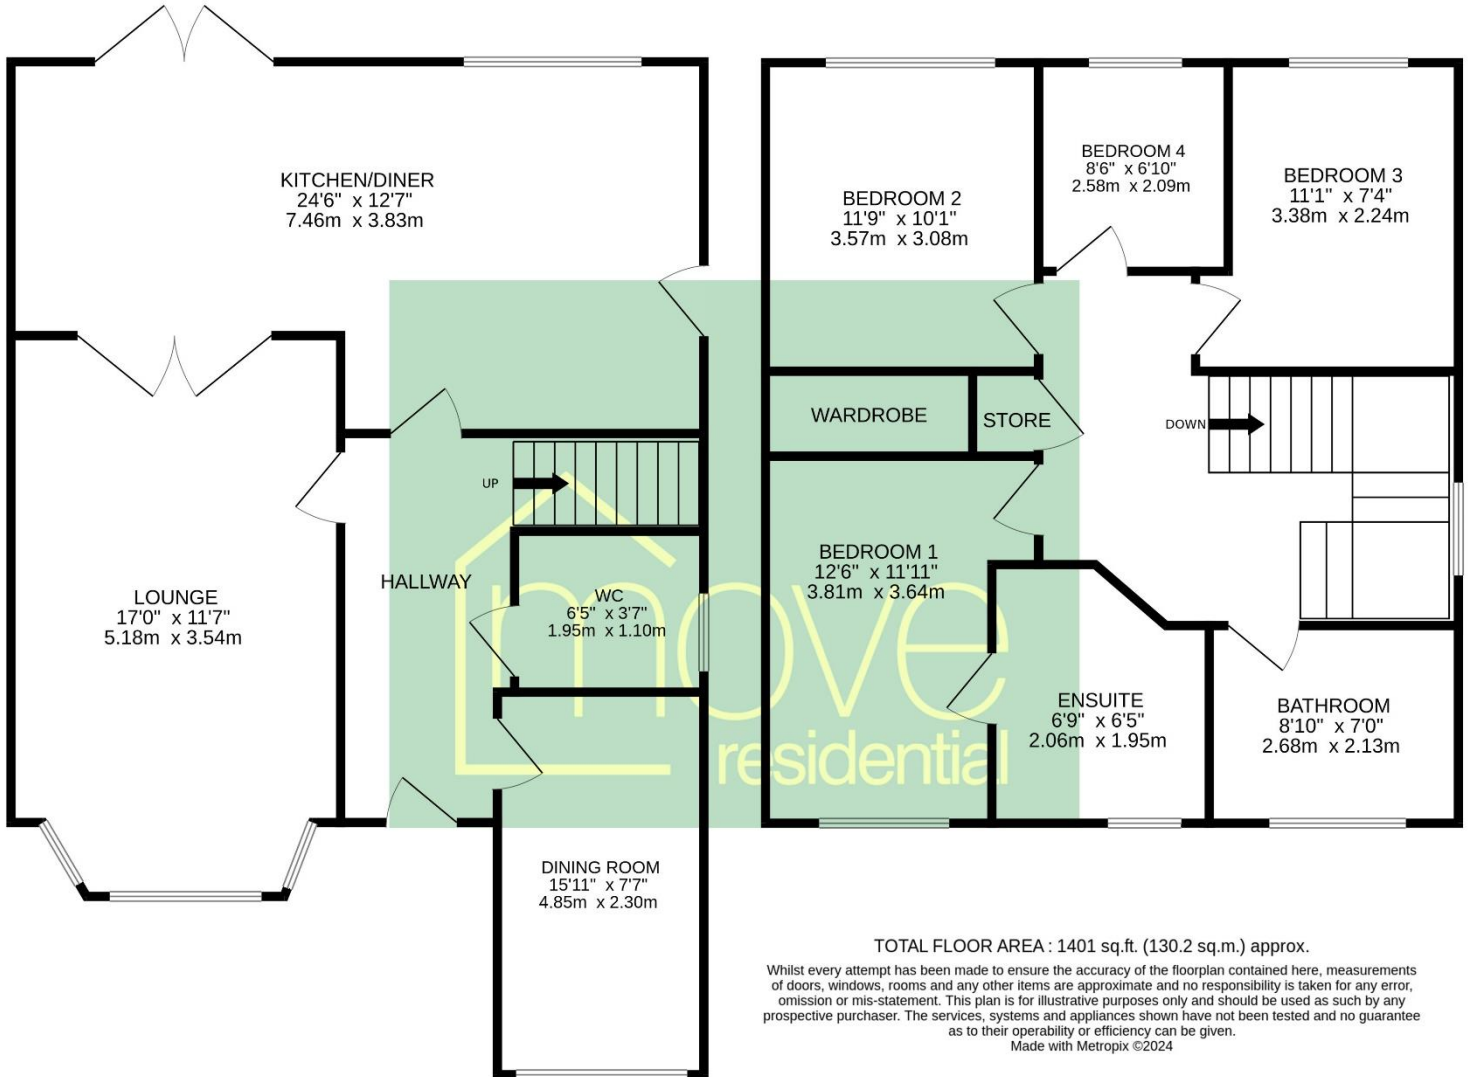 KITCHEN/DINER
24'6" x 12'7"
7.46m x 3.83m
LOUNGE
17'0" x 11'7"
5.18m x 3.54m
HALLWAY
UP
WC
6'5" x 3'7"
1.95m x 1.10m
DINING ROOM
15'11" x 7'7"
4.85m x 2.30m
BEDROOM 2
11'9" x 10'1"
3.57m x 3.08m
BEDROOM 4
8'6" x 6'10"
2.58m x 2.09m
BEDROOM 3
11'1" x 7'4"
3.38m x 2.24m
WARDROBE
STORE
DOWN
BEDROOM 1
12'6" x 11'11"
3.81m x 3.64m
ENSUITE
6'9" x 6'5"
2.06m x 1.95m
BATHROOM
8'10" x 7'0"
2.68m x 2.13m
move
residential
TOTAL FLOOR AREA : 1401 sq.ft. (130.2 sq.m.) approx.
Whilst every attempt has been made to ensure the accuracy of the floorplan contained here, measurements
of doors, windows, rooms and any other items are approximate and no responsibility is taken for any error,
omission or mis-statement. This plan is for illustrative purposes only and should be used as such by any
prospective purchaser. The services, systems and appliances shown have not been tested and no guarantee
as to their operability or efficiency can be given.
Made with Metropix ©2024